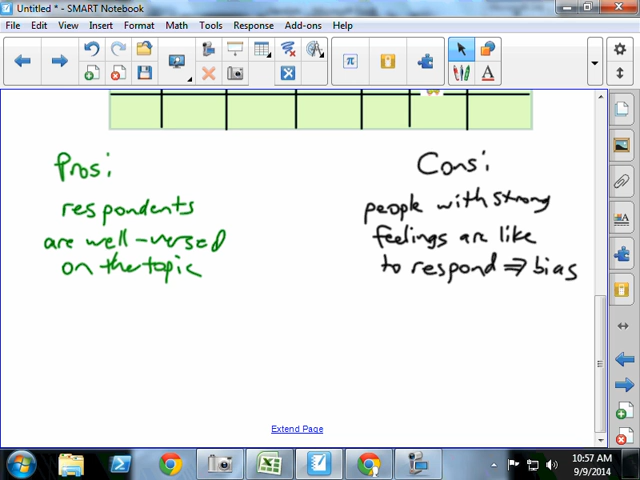 Untitled * - SMART Notebook
File Edit View Insert Format Math Tools Response Add-ons Help
π
A
Pros:
respondents
are well-versed
on the topic
Cons:
people with strong
feelings are like
to respond ⇒ bias
Extend Page
10:57 AM
9/9/2014